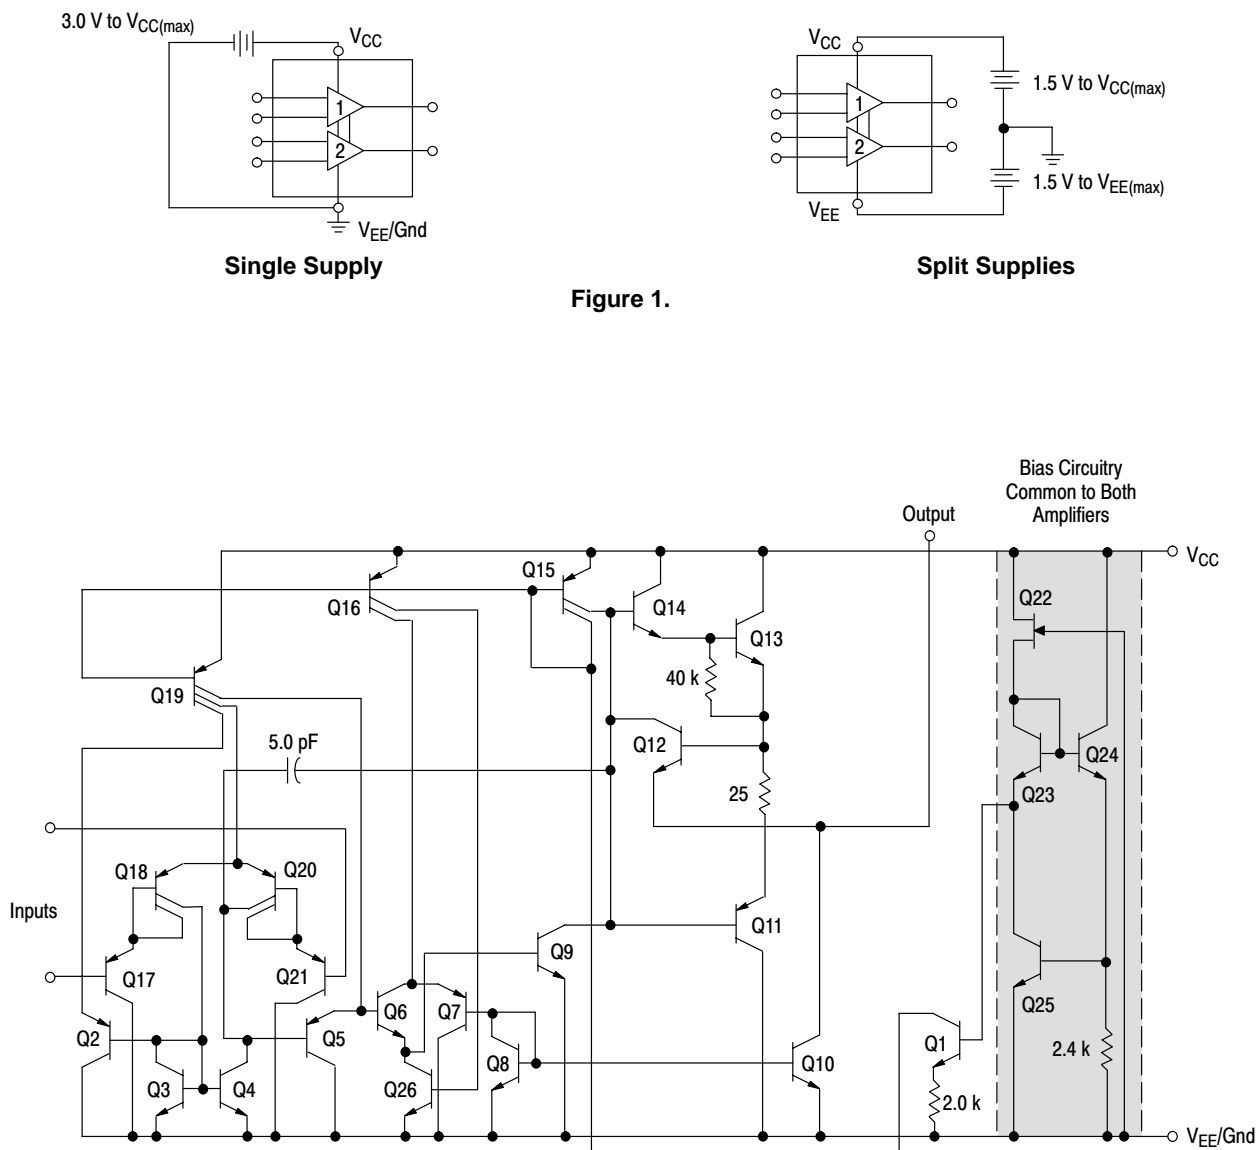 3.0 V to VCC(max)
VCC
1
2
VEE/Gnd
Single Supply
VCC
1
2
VEE
1.5 V to VCC(max)
1.5 V to VEE(max)
Split Supplies
Figure 1.
Bias Circuitry
Common to Both
Amplifiers
Output
VCC
Q15
Q22
Q16
Q14
Q13
Q19
40 k
5.0 pF
Q12
Q24
Q23
25
Q18
Q20
Inputs
Q11
Q9
Q17
Q21
Q25
Q2
Q5
Q6
Q7
Q1
2.4 k
Q3
Q4
Q26
Q8
Q10
2.0 k
VEE/Gnd